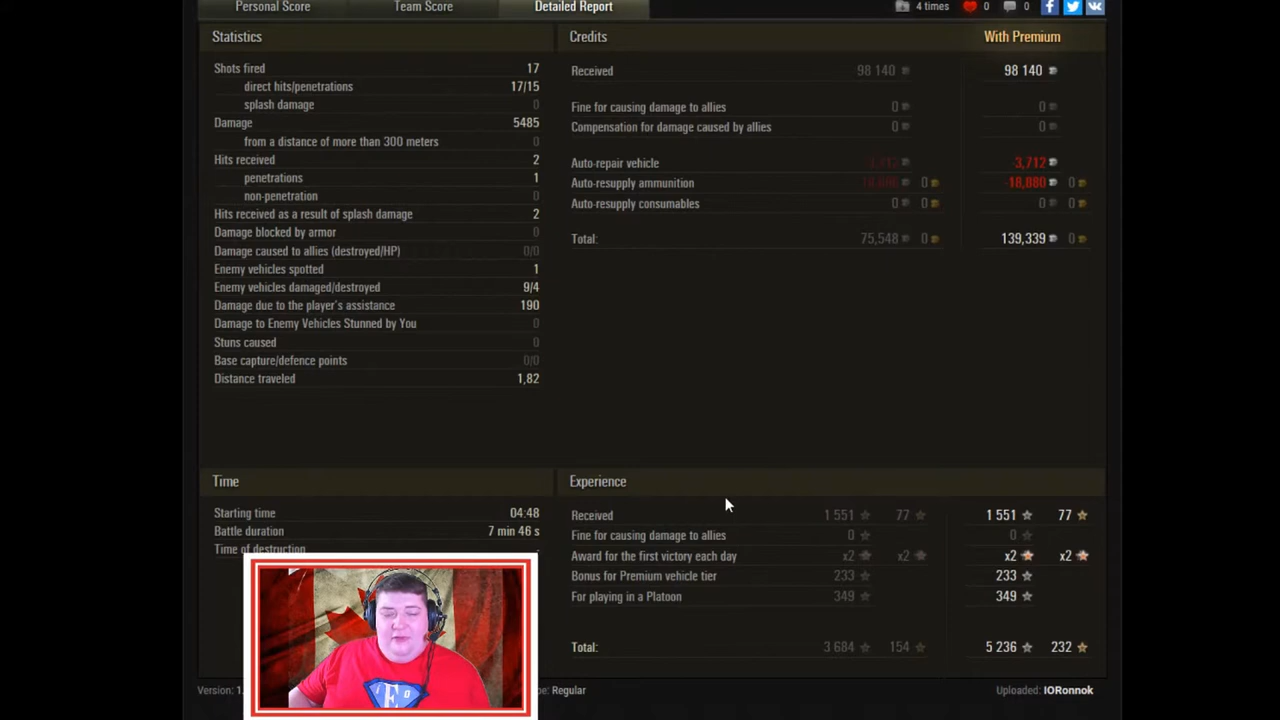 Personal Score Team Score Detailed Report 4 times 0 0
Statistics
Shots fired 17
direct hits/penetrations 17/15
splash damage 0
Damage 5485
from a distance of more than 300 meters 0
Hits received 2
penetrations 1
non-penetration 0
Hits received as a result of splash damage 2
Damage blocked by armor 0
Damage caused to allies (destroyed/HP) 0/0
Enemy vehicles spotted 1
Enemy vehicles damaged/destroyed 9/4
Damage due to the player's assistance 190
Damage to Enemy Vehicles Stunned by You 0
Stuns caused 0
Base capture/defence points 0/0
Distance traveled 1,82
Credits With Premium
Received 98 140 98 140
Fine for causing damage to allies 0 0
Compensation for damage caused by allies 0 0
Auto-repair vehicle -3,712 -3,712
Auto-resupply ammunition -18,880 0 -18,880 0
Auto-resupply consumables 0 0 0 0
Total: 75,548 0 139,339 0
Time
Starting time 04:48
Battle duration 7 min 46 s
Time of destruction -
Experience
Received 1 551 77 1 551 77
Fine for causing damage to allies 0 0
Award for the first victory each day x2 x2 x2 x2
Bonus for Premium vehicle tier 233 233
For playing in a Platoon 349 349
Total: 3 684 154 5 236 232
Version: 1. Regular Uploaded: IORonnok